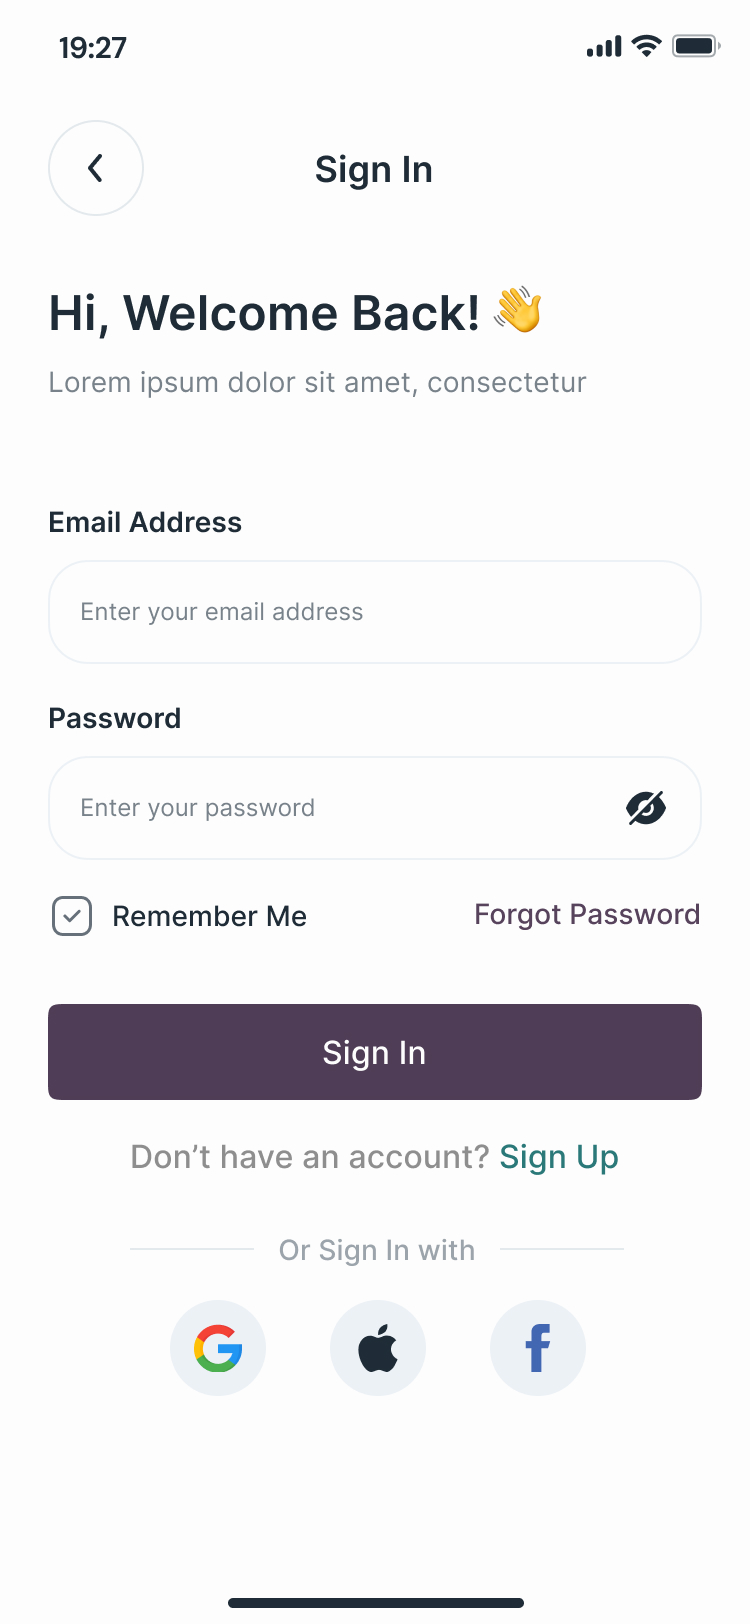 19:27
Sign In
Hi, Welcome Back! 👋
Lorem ipsum dolor sit amet, consectetur
Email Address
Enter your email address
Password
Enter your password
Remember Me
Forgot Password
Sign In
Don’t have an account? Sign Up
Or Sign In with